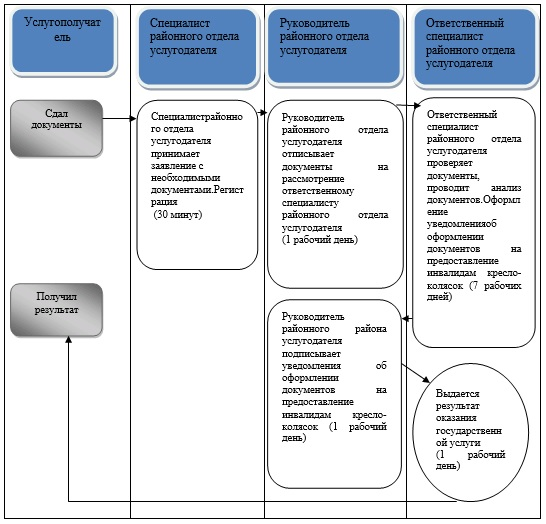 Услугополучат
ель
Специалист
районного отдела
услугодателя
Руководитель
районного отдела
услугодателя
Ответственный
специалист
районного отдела
услугодателя
Сдал
документы
Специалистрайонно
го отдела
услугодателя
принимает
заявление с
необходимыми
документами.Регист
рация
(30 минут)
Руководитель
районного отдела
услугодателя
отписывает
документы на
рассмотрение
ответственному
специалисту
районного отдела
услугодателя
(1 рабочий день)
Ответственный
специалист
районного отдела
услугодателя
проверяет
документы,
проводит анализ
документов.Оформл
ение
уведомленияоб
оформлении
документов на
предоставление
инвалидам кресло-
колясок (7 рабочих
дней)
Получил
результат
Руководитель
районного района
услугодателя
подписывает
уведомления об
оформлении
документов на
предоставление
инвалидам кресло-
колясок (1 рабочий
день)
Выдается
результат
оказания
государственн
ой услуги
(1 рабочий
день)